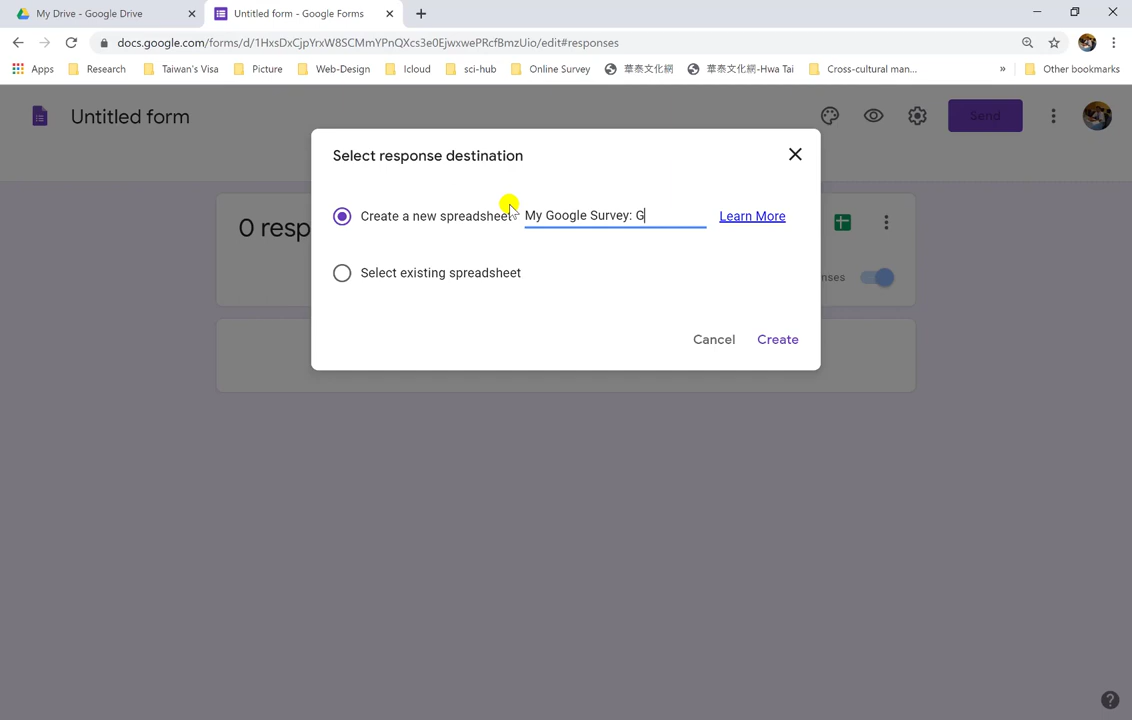 My Drive - Google Drive
Untitled form - Google Forms
docs.google.com/forms/d/1HxsDxCjpYrxW8SCMmYPnQXcs3e0EjwxwePRcfBmzUio/edit#responses
Apps Research Taiwan's Visa Picture Web-Design Icloud sci-hub Online Survey 華泰文化網 華泰文化網-Hwa Tai Cross-cultural man... » Other bookmarks
Untitled form
Send
Select response destination
0 resp
Create a new spreadsheet My Google Survey: G Learn More
Select existing spreadsheet
nses
Cancel Create